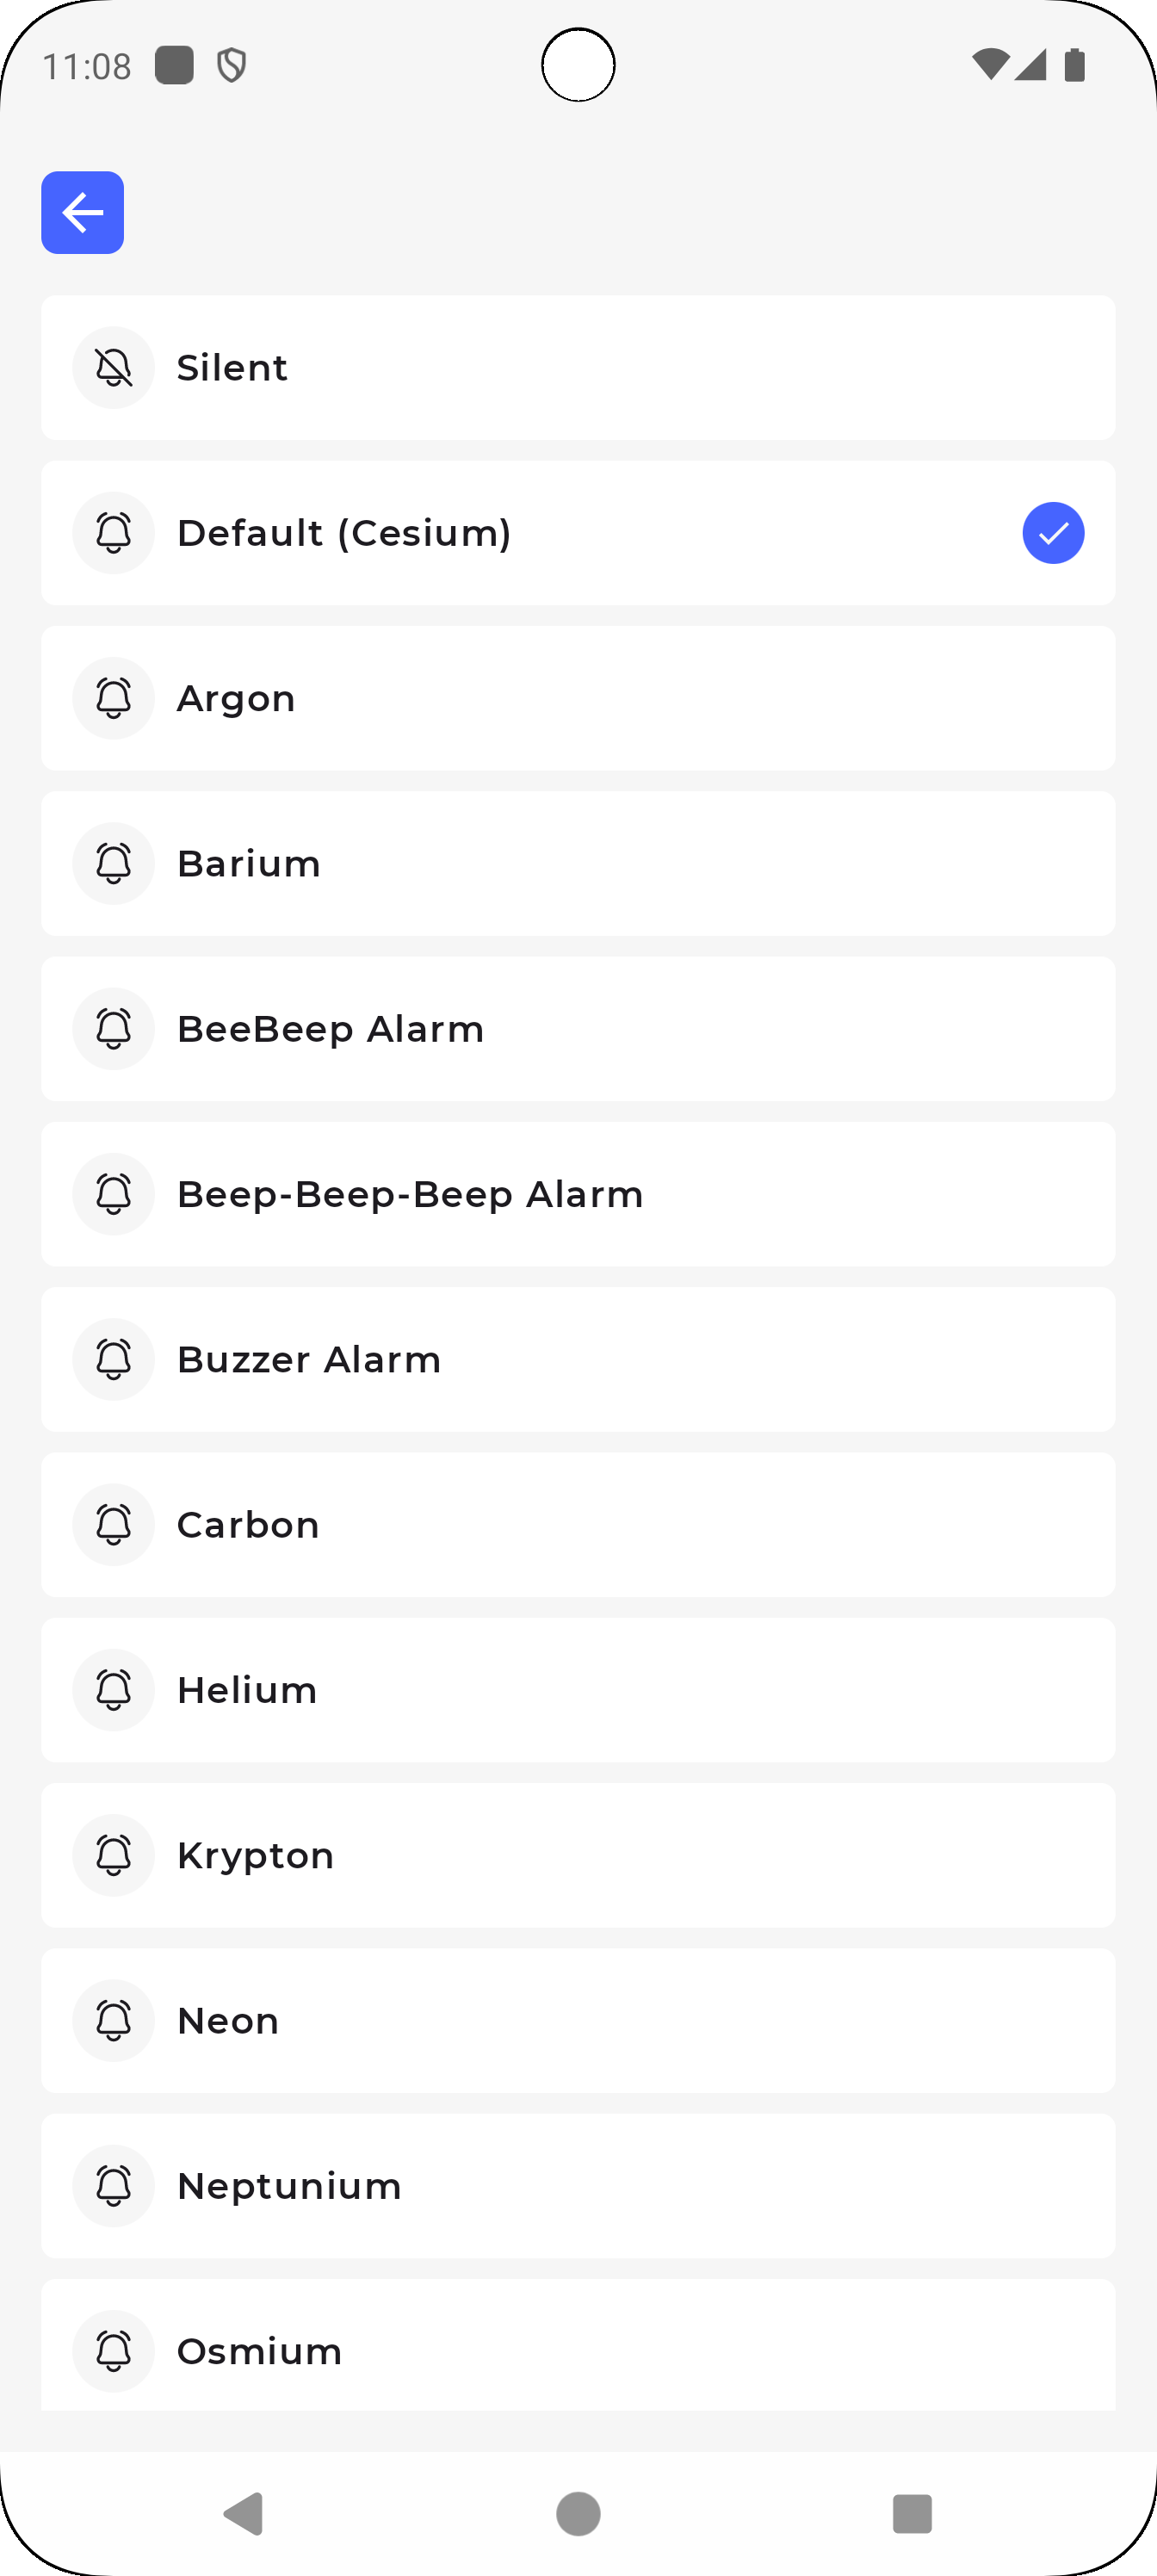 11:08
Silent
Default (Cesium)
Argon
Barium
BeeBeep Alarm
Beep-Beep-Beep Alarm
Buzzer Alarm
Carbon
Helium
Krypton
Neon
Neptunium
Osmium